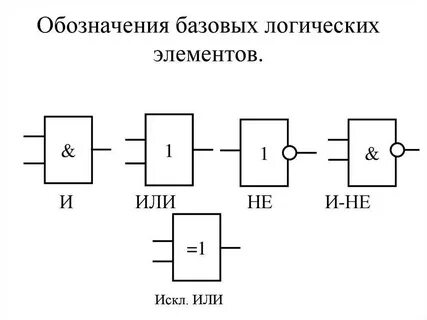 Обозначения базовых логических
элементов.
& 1 1 &
И ИЛИ НЕ И-НЕ
=1
Искл. ИЛИ